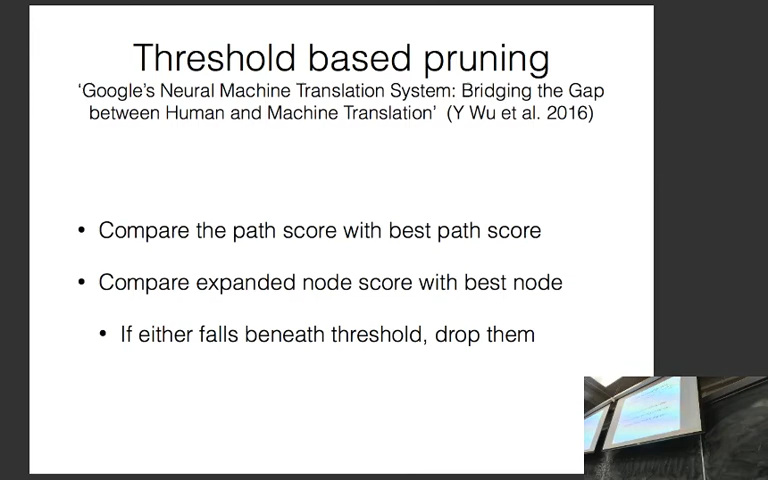 Threshold based pruning
‘Google’s Neural Machine Translation System: Bridging the Gap
between Human and Machine Translation’ (Y Wu et al. 2016)
• Compare the path score with best path score
• Compare expanded node score with best node
• If either falls beneath threshold, drop them